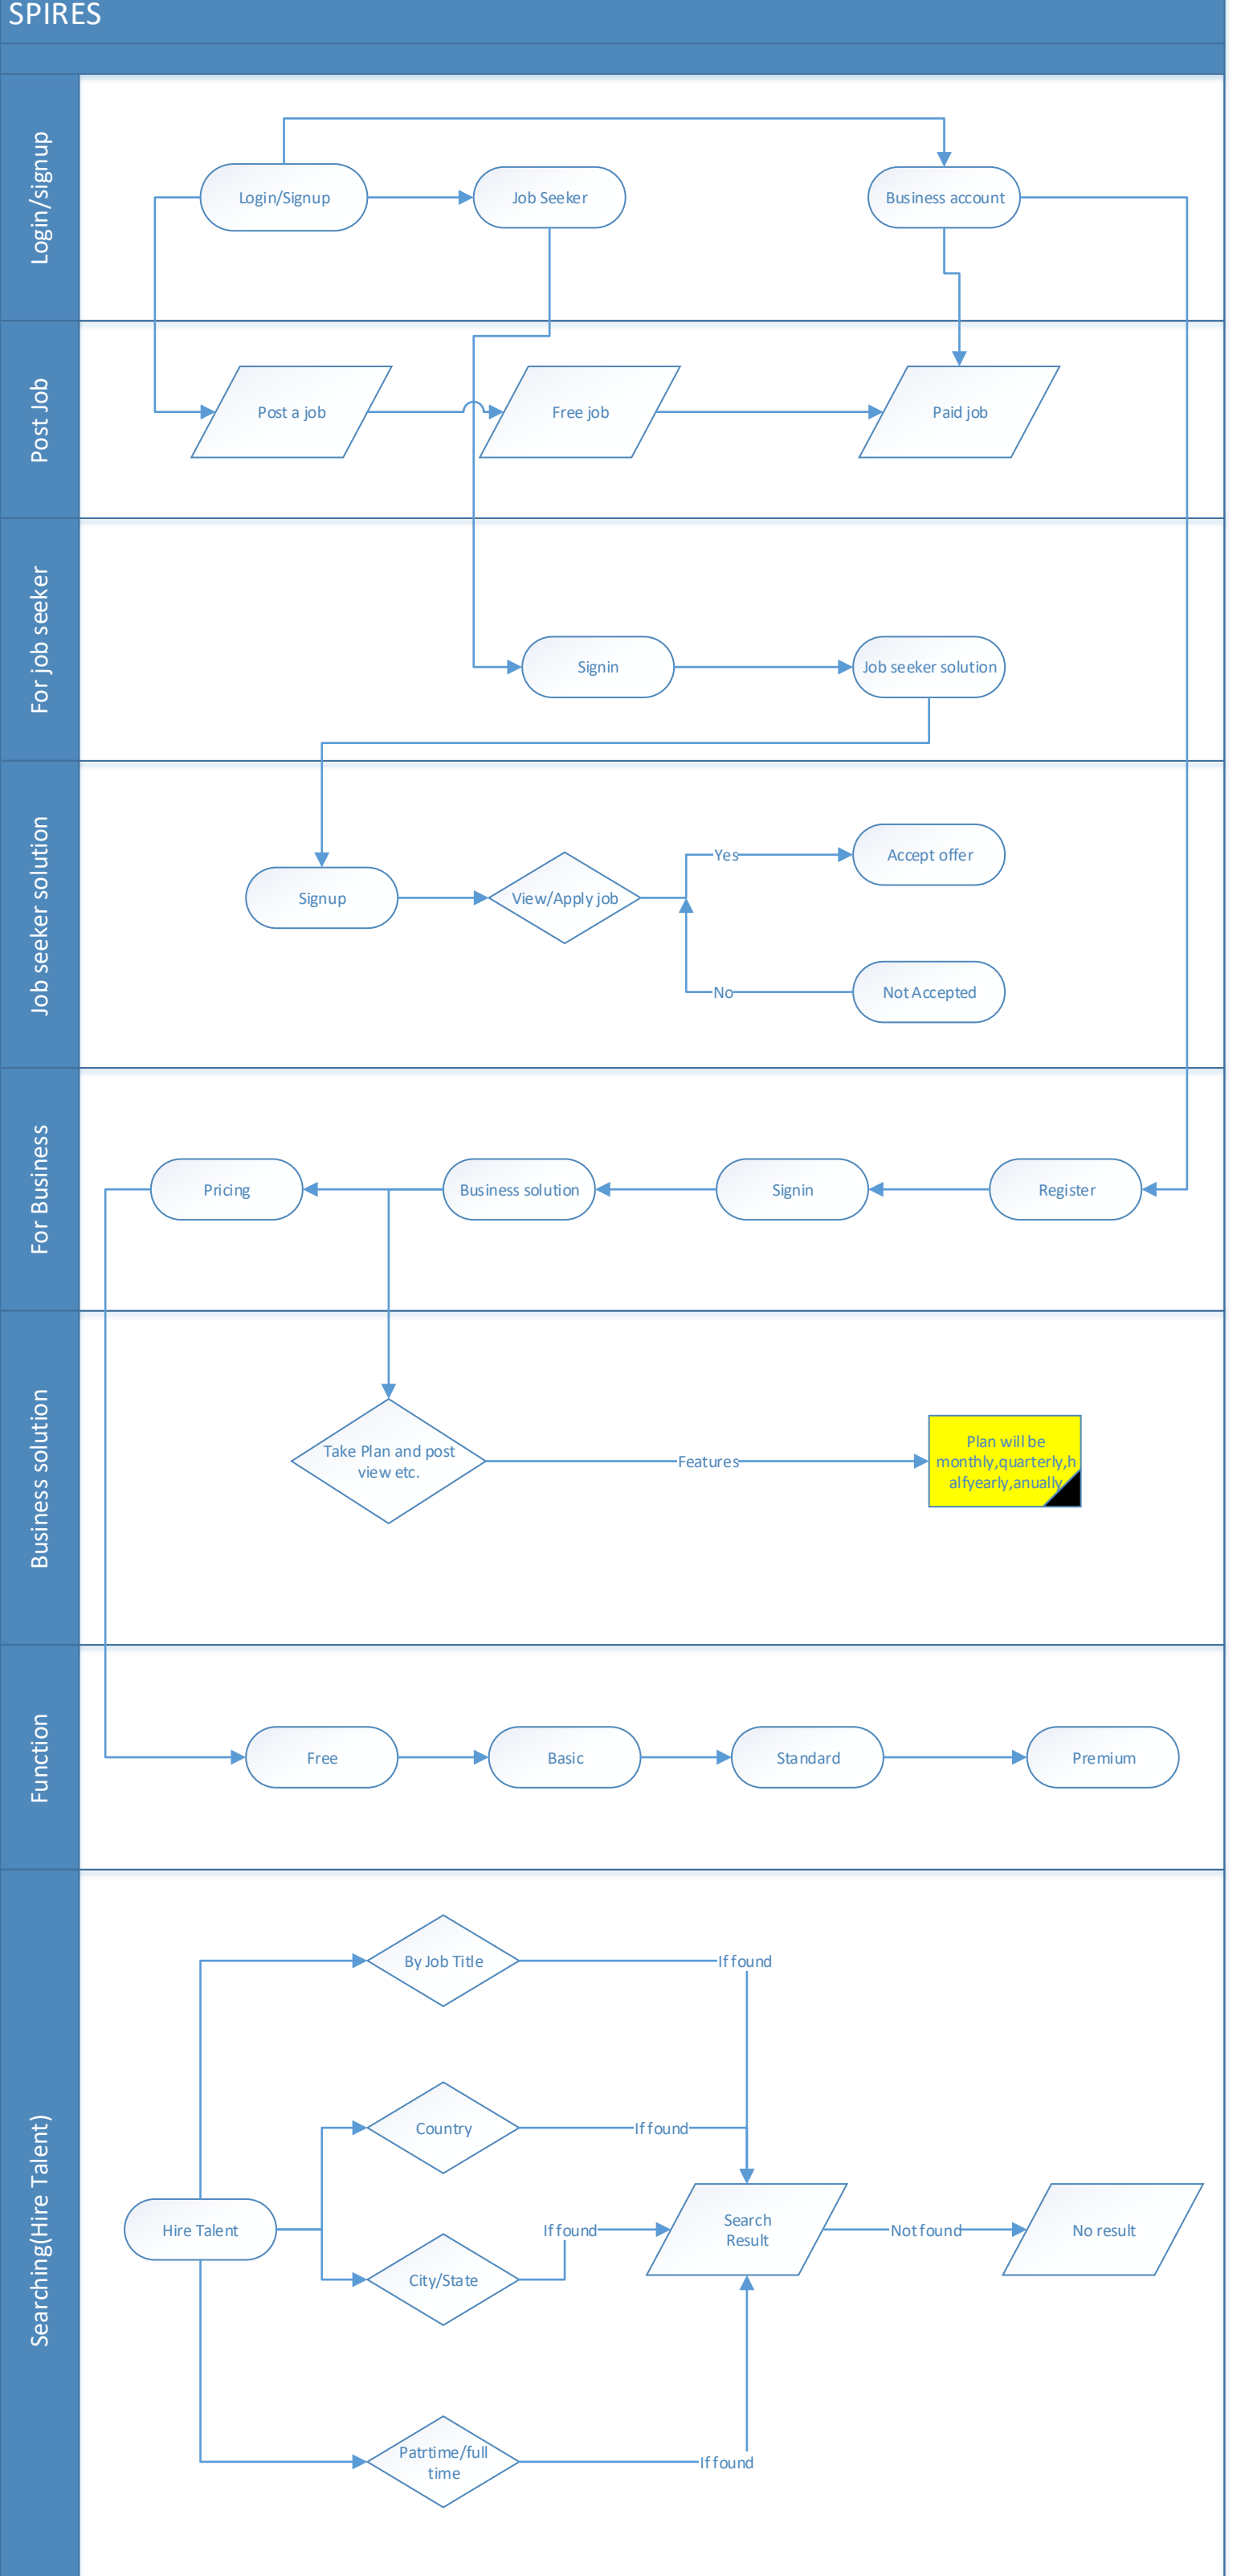 SPIRES
Login/signup
Login/Signup
Job Seeker
Business account
Post Job
Post a job
Free job
Paid job
For job seeker
Signin
Job seeker solution
Job seeker solution
Signup
View/Apply job
Yes
Accept offer
No
Not Accepted
For Business
Pricing
Business solution
Signin
Register
Business solution
Take Plan and post
view etc.
Features
Plan will be
monthly,quarterly,h
alfyearly,anually
Function
Free
Basic
Standard
Premium
Searching(Hire Talent)
By Job Title
If found
Country
If found
Hire Talent
If found
Search
Result
Not found
No result
City/State
Patrtime/full
time
If found